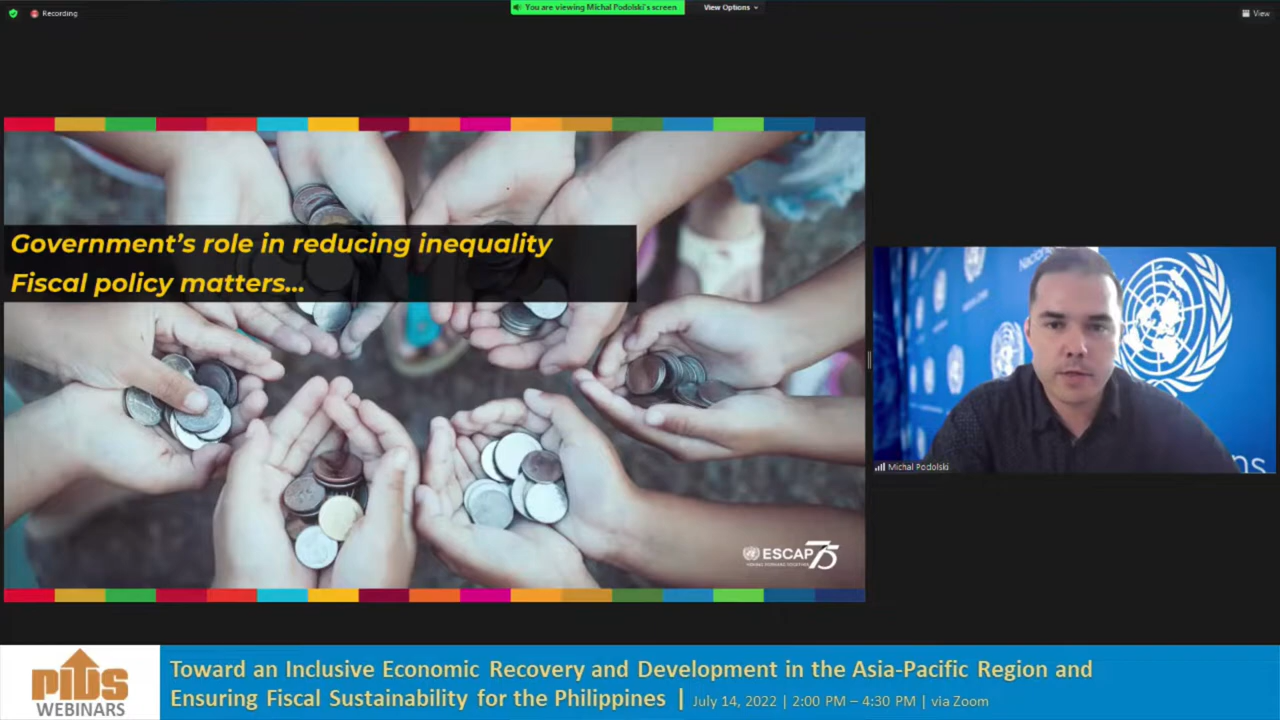 Recording
You are viewing Michal Podolski's screen
View Options
View
Government's role in reducing inequality
Fiscal policy matters...
ESCAP 75
Michal Podolski
pids
WEBINARS
Toward an Inclusive Economic Recovery and Development in the Asia-Pacific Region and
Ensuring Fiscal Sustainability for the Philippines | July 14, 2022 | 2:00 PM – 4:30 PM | via Zoom